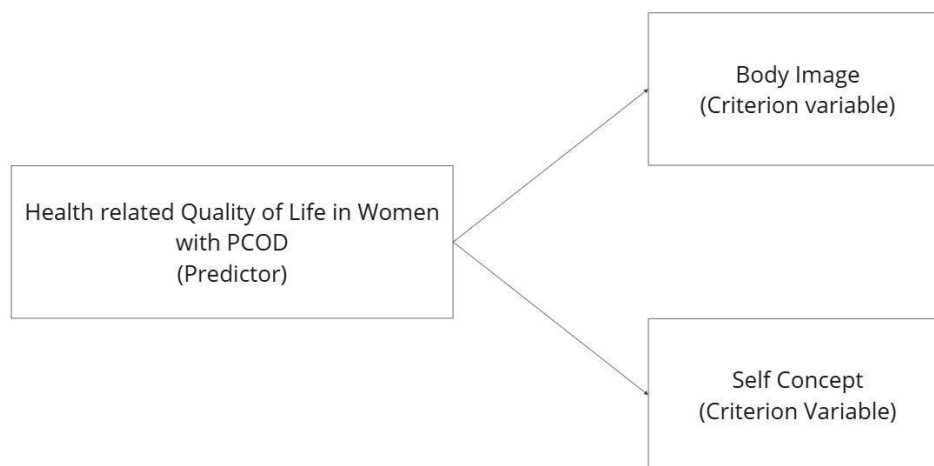 Body Image
(Criterion variable)
Health related Quality of Life in Women
with PCOD
(Predictor)
Self Concept
(Criterion Variable)